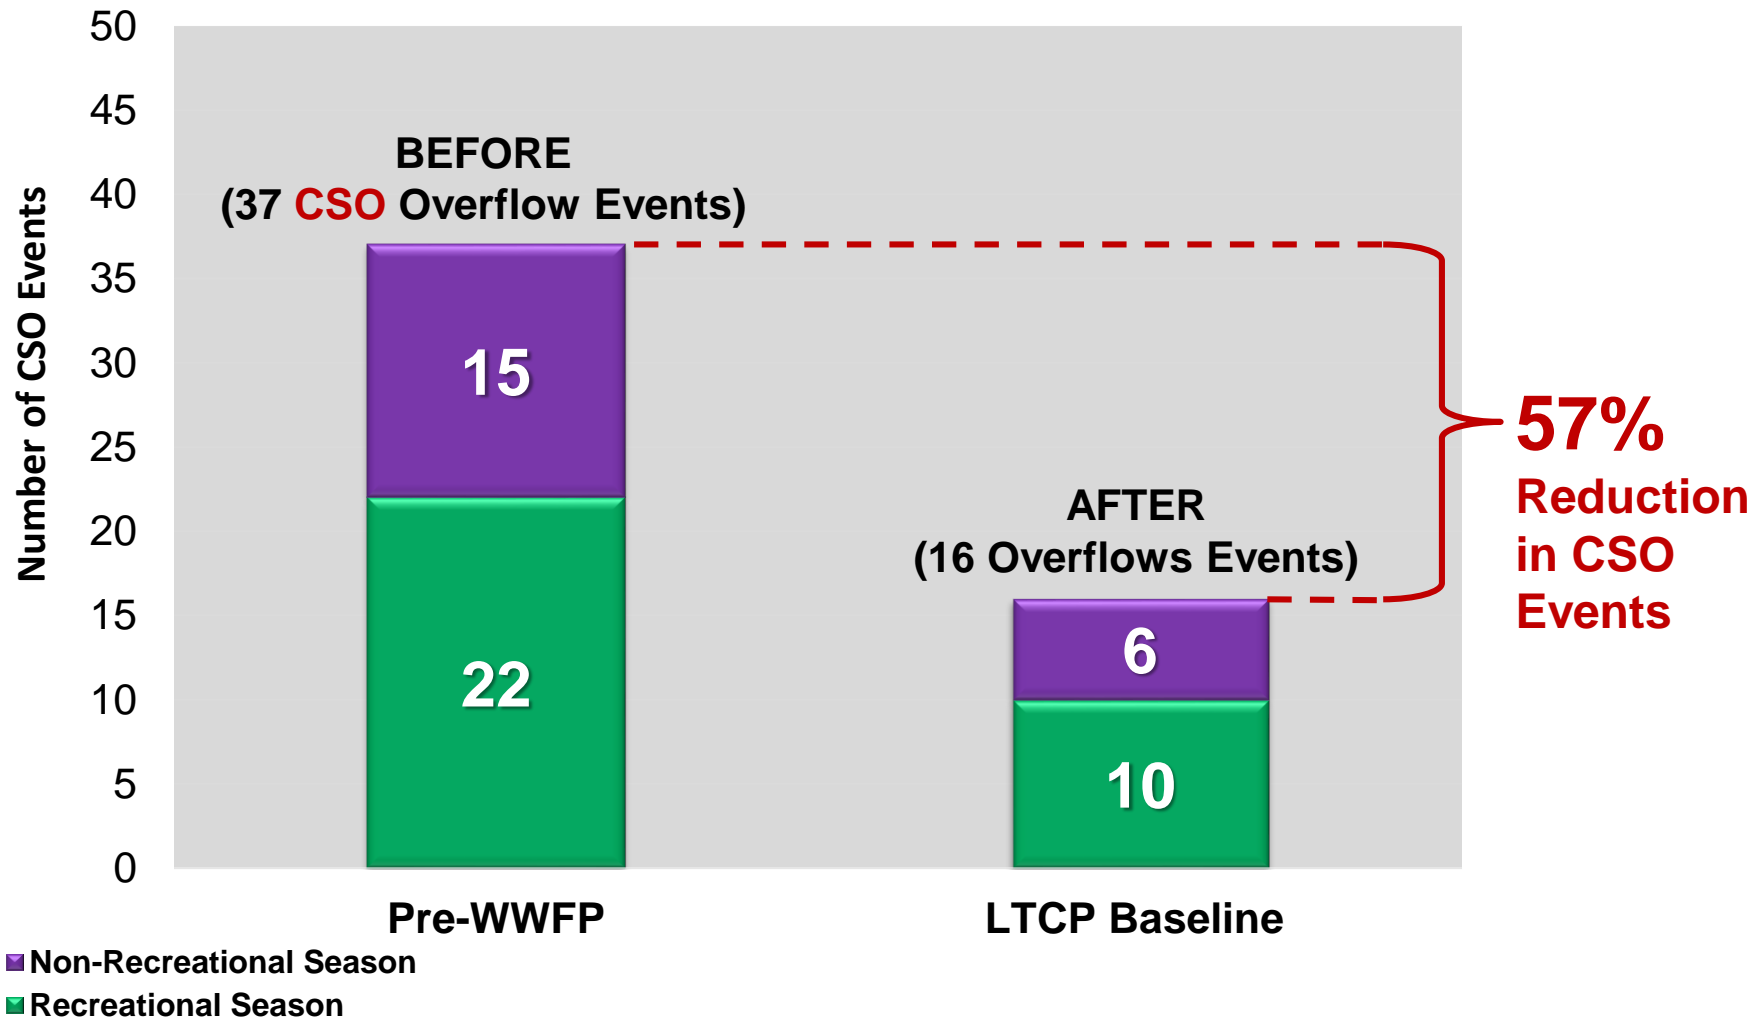 50
45
40
35
30
25
20
15
10
5
0
Number of CSO Events
BEFORE
(37 CSO Overflow Events)
15
22
AFTER
(16 Overflows Events)
6
10
57%
Reduction
in CSO
Events
Pre-WWFP
LTCP Baseline
Non-Recreational Season
Recreational Season